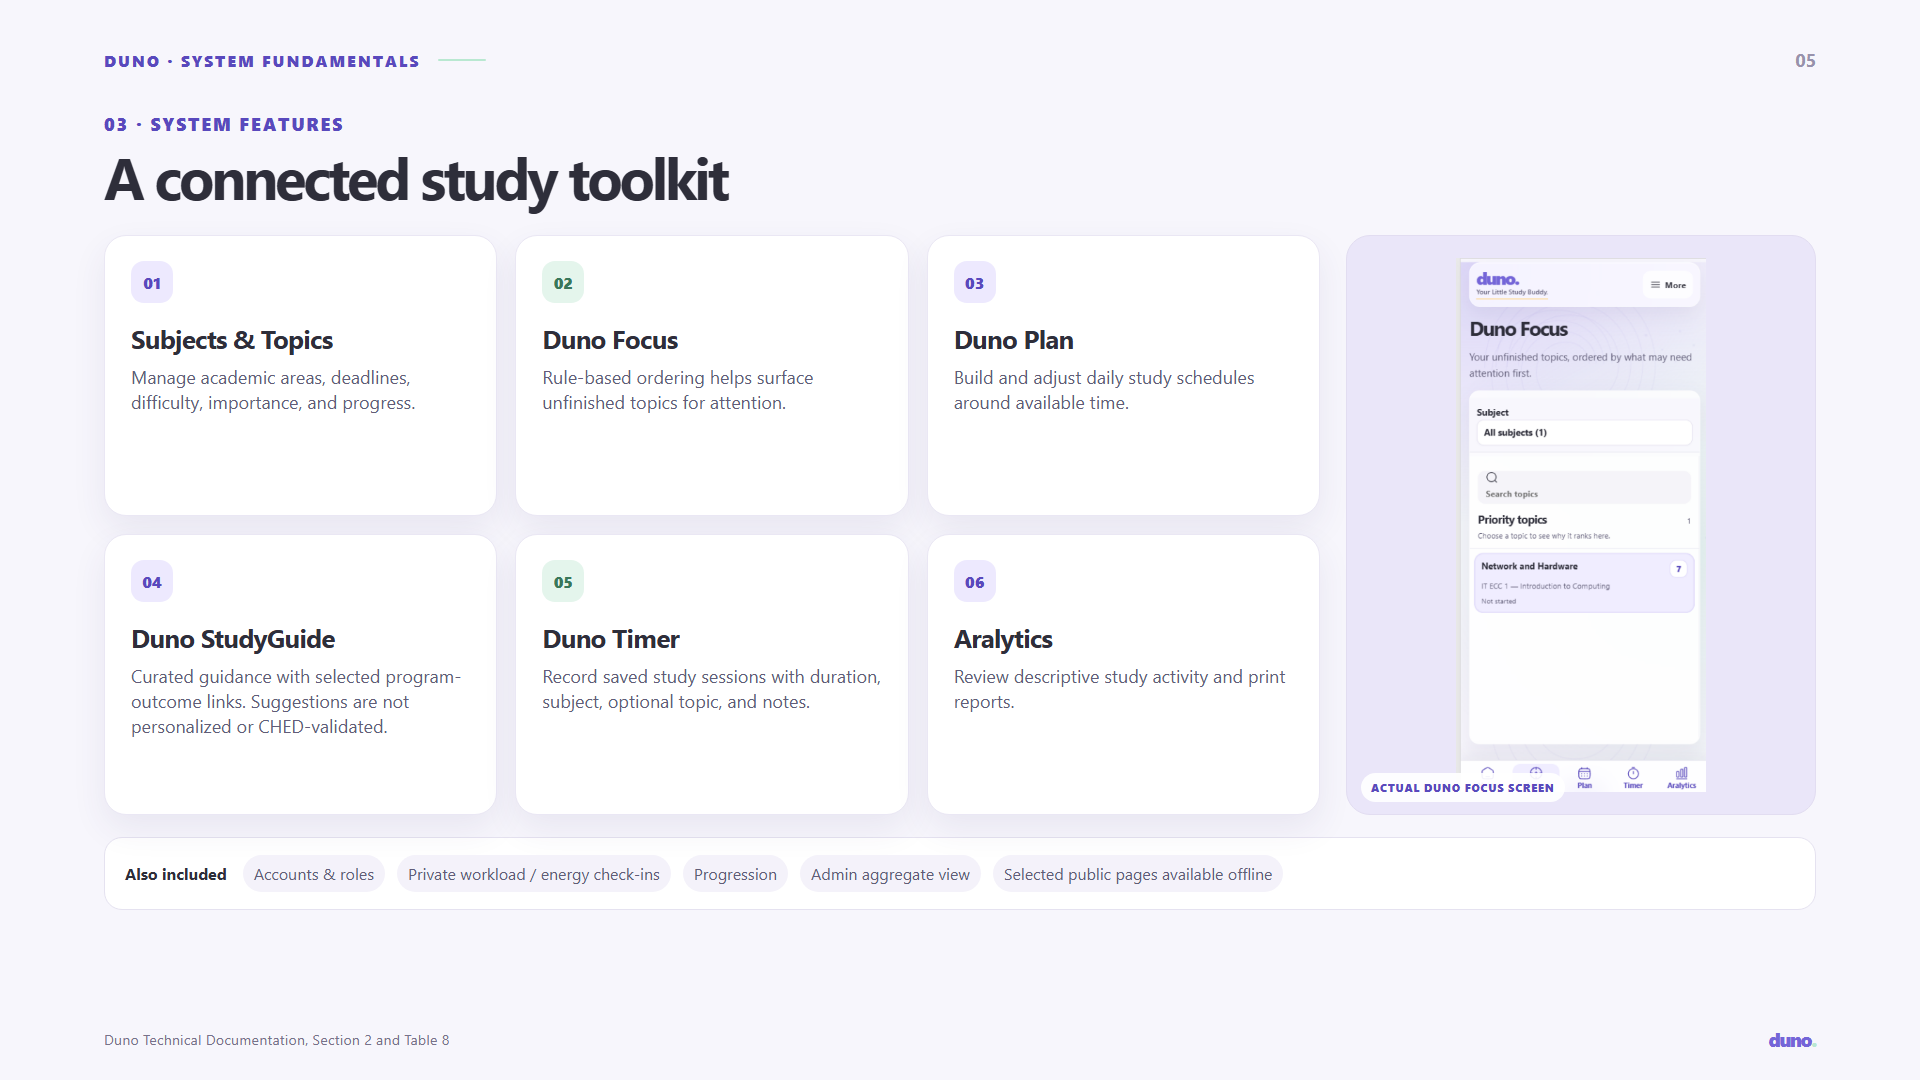 DUNO · SYSTEM FUNDAMENTALS
05
03 · SYSTEM FEATURES
A connected study toolkit
01
Subjects & Topics
Manage academic areas, deadlines,
difficulty, importance, and progress.
02
Duno Focus
Rule-based ordering helps surface
unfinished topics for attention.
03
Duno Plan
Build and adjust daily study schedules
around available time.
04
Duno StudyGuide
Curated guidance with selected program-
outcome links. Suggestions are not
personalized or CHED-validated.
05
Duno Timer
Record saved study sessions with duration,
subject, optional topic, and notes.
06
Aralytics
Review descriptive study activity and print
reports.
duno.
Your Little Study Buddy.
More
Duno Focus
Your unfinished topics, ordered by what may need
attention first.
Subject
All subjects (1)
Search topics
Priority topics
1
Choose a topic to see why it ranks here.
Network and Hardware
7
IT ECC 1 — Introduction to Computing
Not started
Plan
Timer
Aralytics
ACTUAL DUNO FOCUS SCREEN
Also included
Accounts & roles
Private workload / energy check-ins
Progression
Admin aggregate view
Selected public pages available offline
Duno Technical Documentation, Section 2 and Table 8
duno.